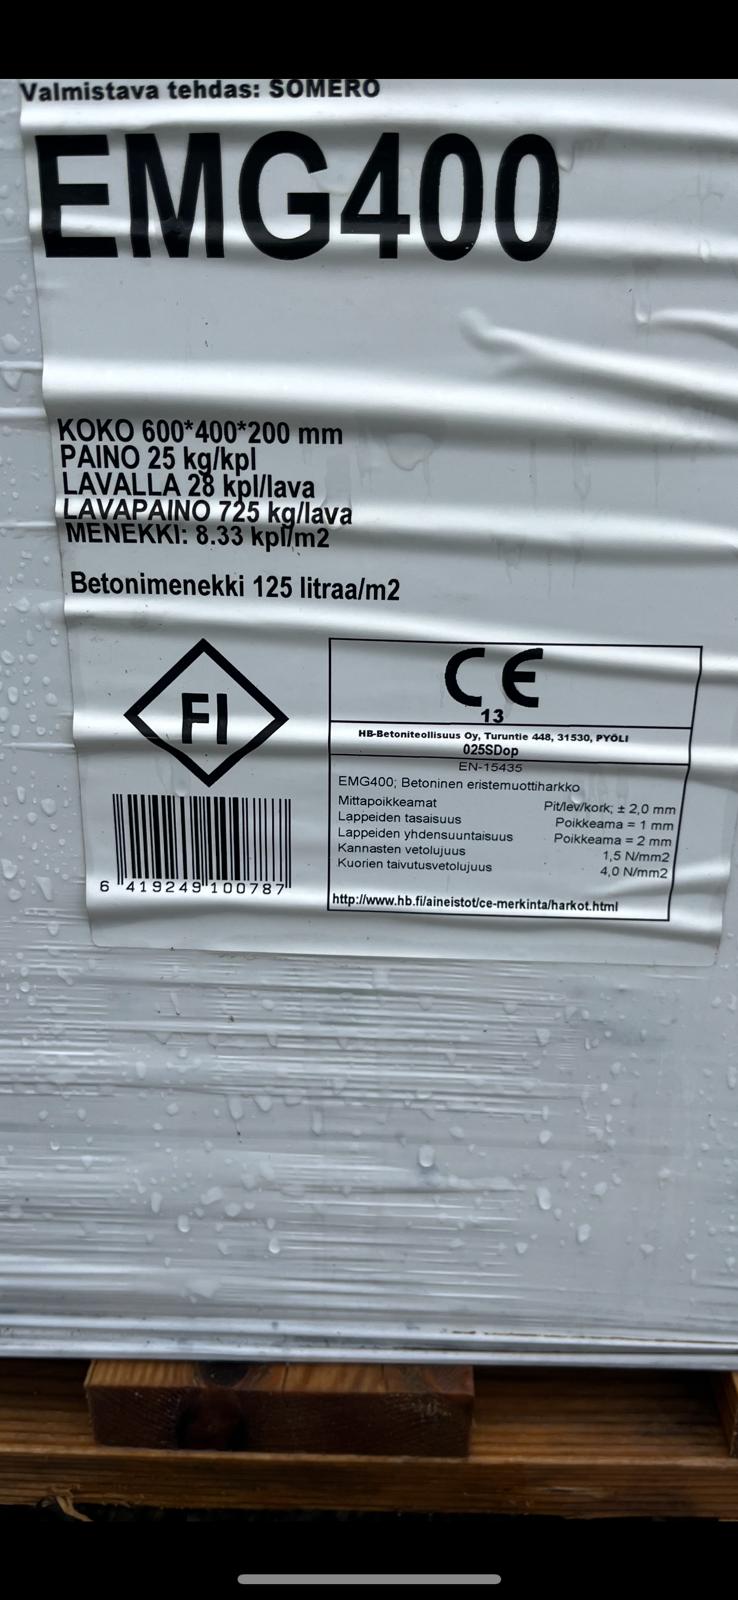 Valmistava tehdas: SOMERO
EMG400
KOKO 600*400*200 mm
PAINO 25 kg/kpl
LAVALLA 28 kpl/lava
LAVAPAINO 725 kg/lava
MENEKKI: 8.33 kpl/m2
Betonimenekki 125 litraa/m2
FI
6 419249 100787
CE
13
HB-Betoniteollisuus Oy, Turuntie 448, 31530, PYÖLI
025SDop
EN-15435
EMG400; Betoninen eristemuottiharkko
Mittapoikkeamat Pit/lev/kork; ± 2,0 mm
Lappeiden tasaisuus Poikkeama = 1 mm
Lappeiden yhdensuuntaisuus Poikkeama = 2 mm
Kannasten vetolujuus 1,5 N/mm2
Kuorien taivutusvetolujuus 4,0 N/mm2
http://www.hb.fi/aineistot/ce-merkinta/harkot.html